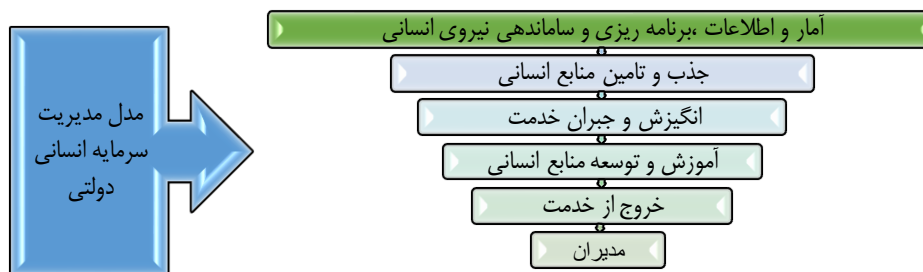 آمار و اطلاعات ،برنامه ریزی و ساماندهی نیروی انسانی
جذب و تامین منابع انسانی
انگیزش و جبران خدمت
آموزش و توسعه منابع انسانی
خروج از خدمت
مدیران
مدل مدیریت
سرمایه انسانی
دولتی